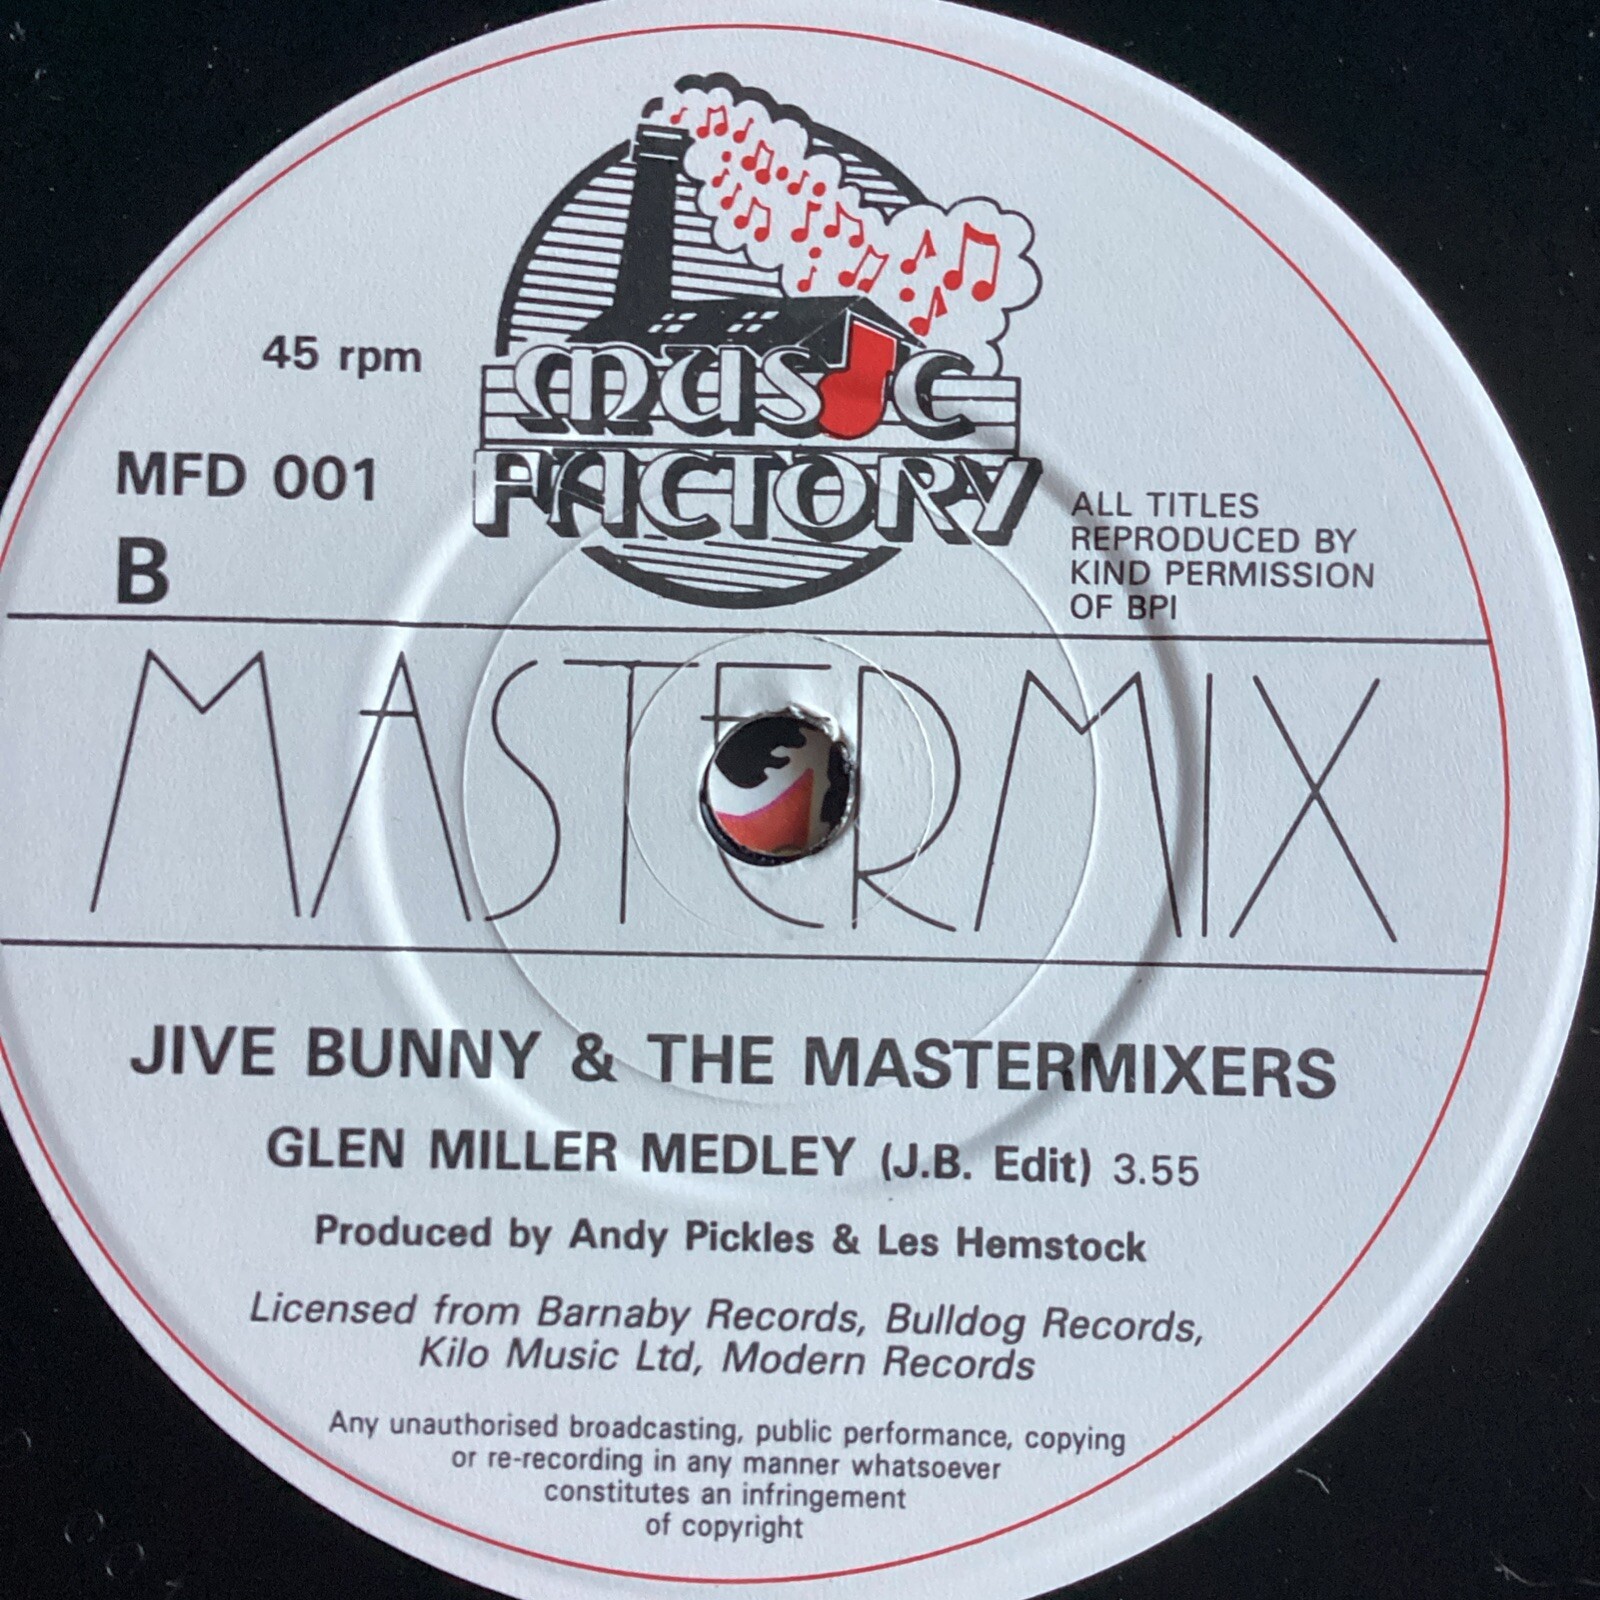 MUSIC
FACTORY
45 rpm
MFD 001
B
ALL TITLES
REPRODUCED BY
KIND PERMISSION
OF BPI
MASTERMIX
JIVE BUNNY & THE MASTERMIXERS
GLEN MILLER MEDLEY (J.B. Edit) 3.55
Produced by Andy Pickles & Les Hemstock
Licensed from Barnaby Records, Bulldog Records,
Kilo Music Ltd, Modern Records
Any unauthorised broadcasting, public performance, copying
or re-recording in any manner whatsoever
constitutes an infringement
of copyright